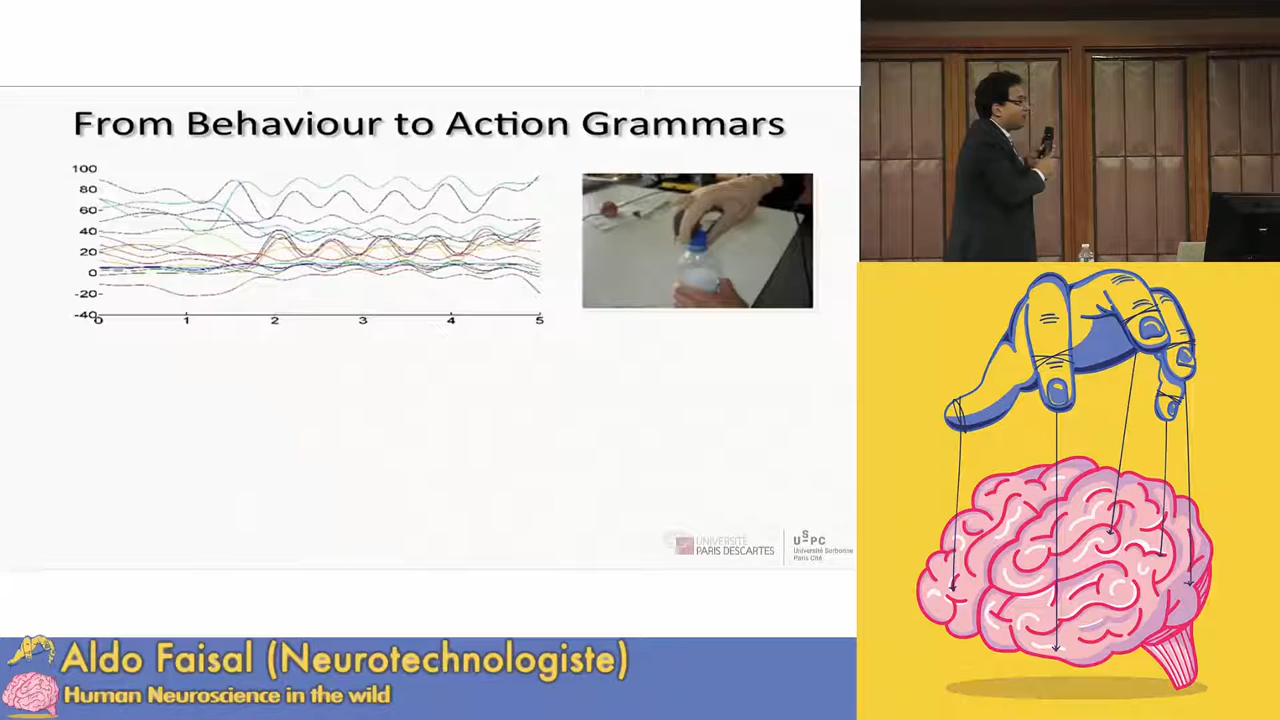 From Behaviour to Action Grammars
100
80
60
40
20
0
-20
-40
0 1 2 3 4 5
UNIVERSITÉ
PARIS DESCARTES
USPC
Université Sorbonne
Paris Cité
Aldo Faisal (Neurotechnologiste)
Human Neuroscience in the wild